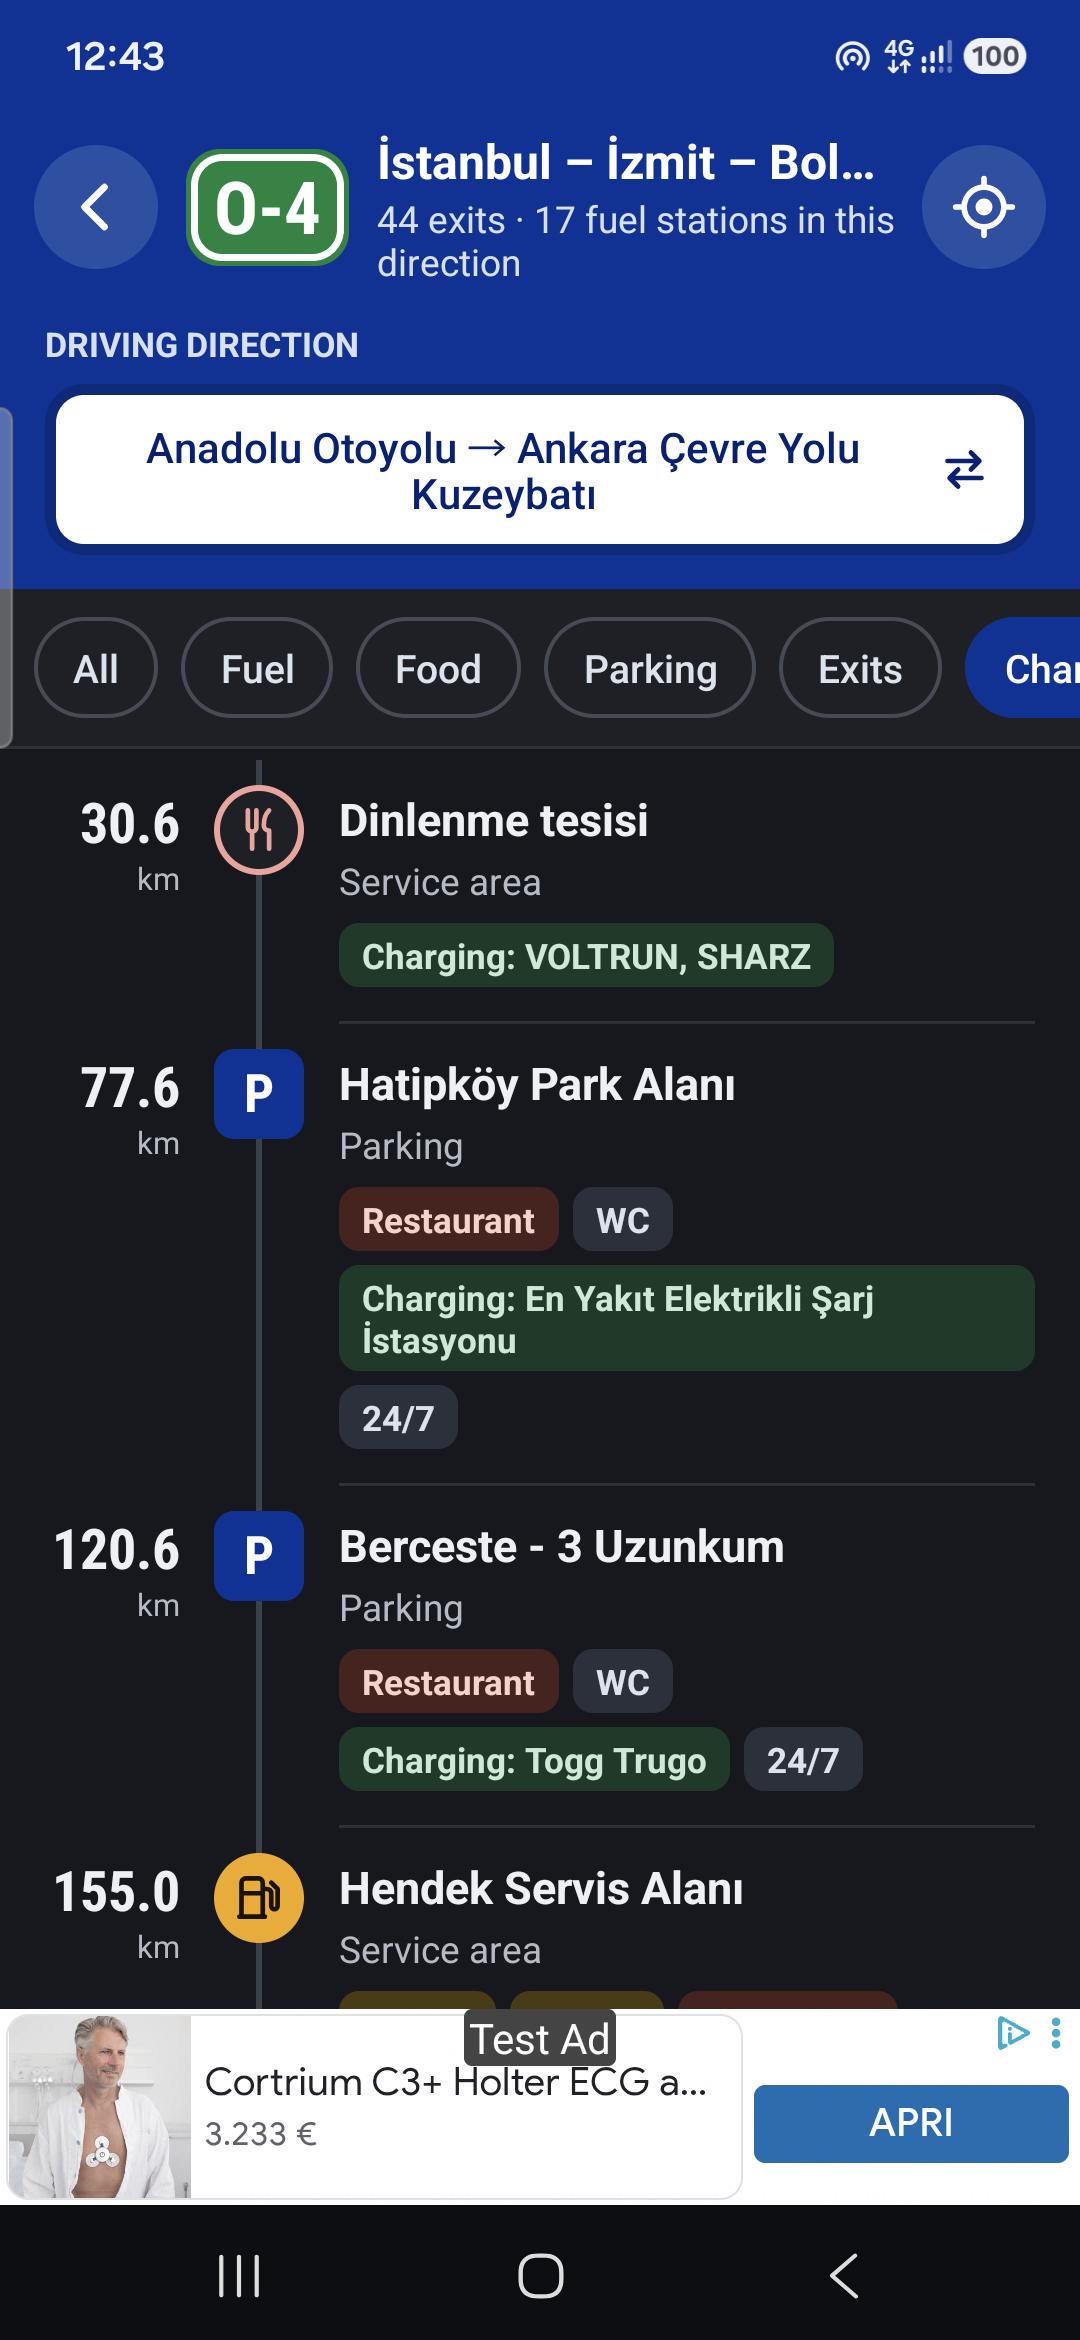 12:43
4G
100
O-4
İstanbul – İzmit – Bol...
44 exits · 17 fuel stations in this
direction
DRIVING DIRECTION
Anadolu Otoyolu → Ankara Çevre Yolu
Kuzeybatı
All
Fuel
Food
Parking
Exits
Char
30.6
km
Dinlenme tesisi
Service area
Charging: VOLTRUN, SHARZ
77.6
km
P
Hatipköy Park Alanı
Parking
Restaurant
WC
Charging: En Yakıt Elektrikli Şarj
İstasyonu
24/7
120.6
km
P
Berceste - 3 Uzunkum
Parking
Restaurant
WC
Charging: Togg Trugo
24/7
155.0
km
Hendek Servis Alanı
Service area
Test Ad
Cortrium C3+ Holter ECG a...
3.233 €
APRI